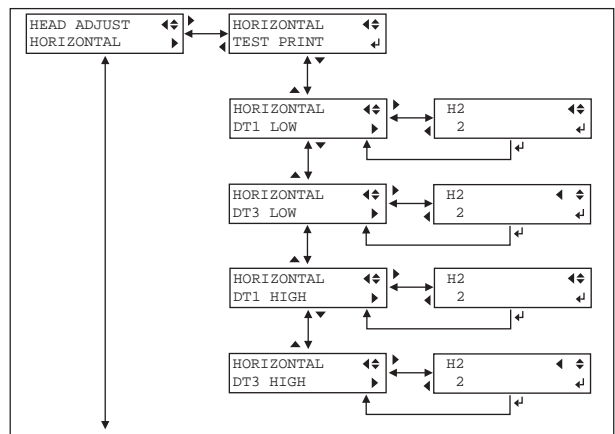 HEAD ADJUST
HORIZONTAL
HORIZONTAL
TEST PRINT
HORIZONTAL
DT1 LOW
H2
2
HORIZONTAL
DT3 LOW
H2
2
HORIZONTAL
DT1 HIGH
H2
2
HORIZONTAL
DT3 HIGH
H2
2